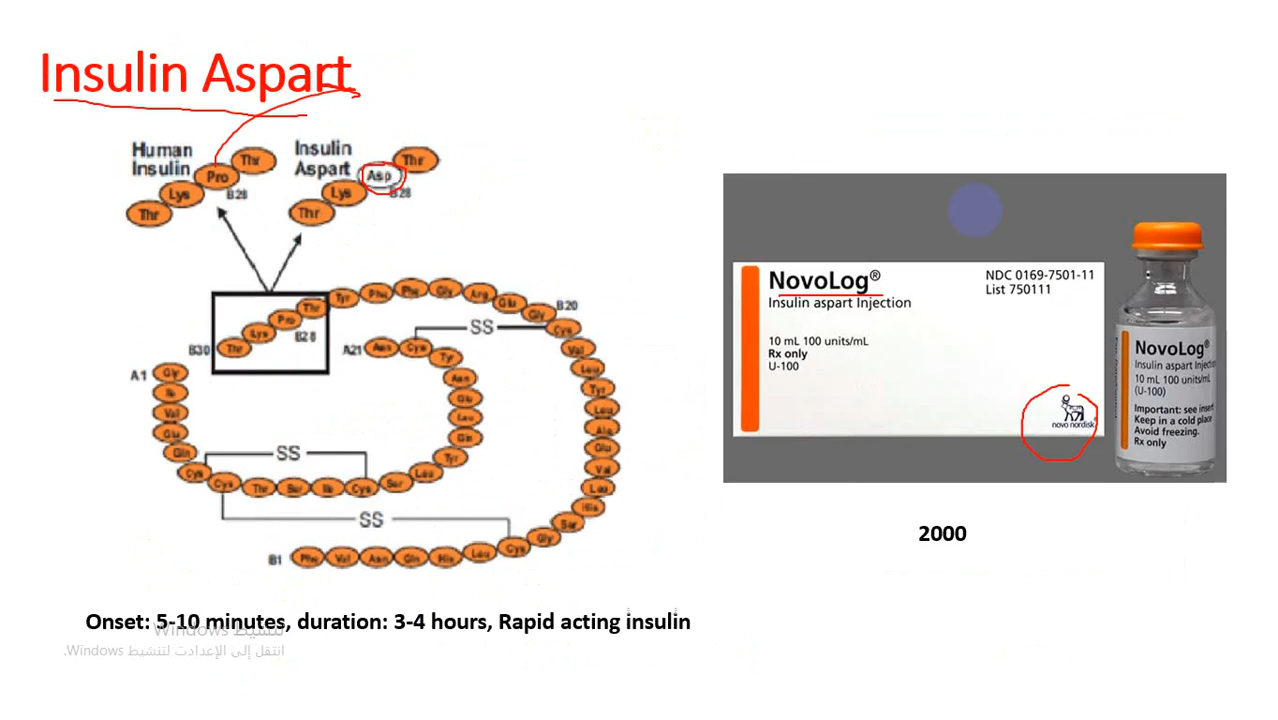 Insulin Aspart
Human
Insulin
Thr
Lys
Pro
Thr
B28
Insulin
Aspart
Thr
Lys
Asp
Thr
B28
B30
Thr
Lys
Pro
Thr
B28
Tyr
Phe
Phe
Gly
Arg
Glu
Gly
B20
Cys
Val
Leu
Tyr
Leu
Ala
Glu
Val
Leu
His
Ser
Gly
Cys
Leu
His
Gln
Asn
Val
Phe
B1
SS
A21
Asn
Cys
Tyr
Asn
Glu
Leu
Gln
Tyr
Leu
Ser
Cys
Ile
Ser
Thr
Cys
Cys
Gln
Glu
Val
Ile
Gly
A1
SS
SS
Onset: 5-10 minutes, duration: 3-4 hours, Rapid acting insulin
تنشيط Windows
انتقل إلى الإعدادت لتنشيط Windows.
NovoLog®
Insulin aspart Injection
NDC 0169-7501-11
List 750111
10 mL 100 units/mL
Rx only
U-100
novo nordisk
NovoLog®
Insulin aspart
10 mL 100 units/mL
(U-100)
Important: see insert
Keep in a cold place
Avoid freezing.
Rx only
2000